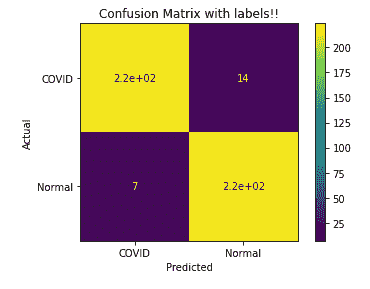 Confusion Matrix with labels!!
COVID
2.2e+02
14
Normal
7
2.2e+02
COVID
Normal
Actual
Predicted
200
175
150
125
100
75
50
25